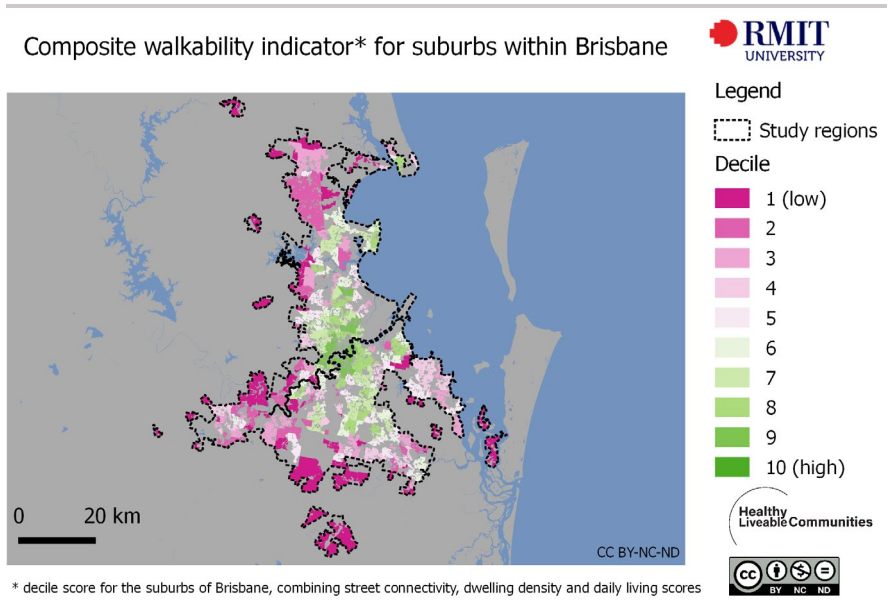 Composite walkability indicator* for suburbs within Brisbane
RMIT
UNIVERSITY
Legend
Study regions
Decile
1 (low)
2
3
4
5
6
7
8
9
10 (high)
0 20 km
CC BY-NC-ND
Healthy
Liveable Communities
cc
BY NC ND
* decile score for the suburbs of Brisbane, combining street connectivity, dwelling density and daily living scores